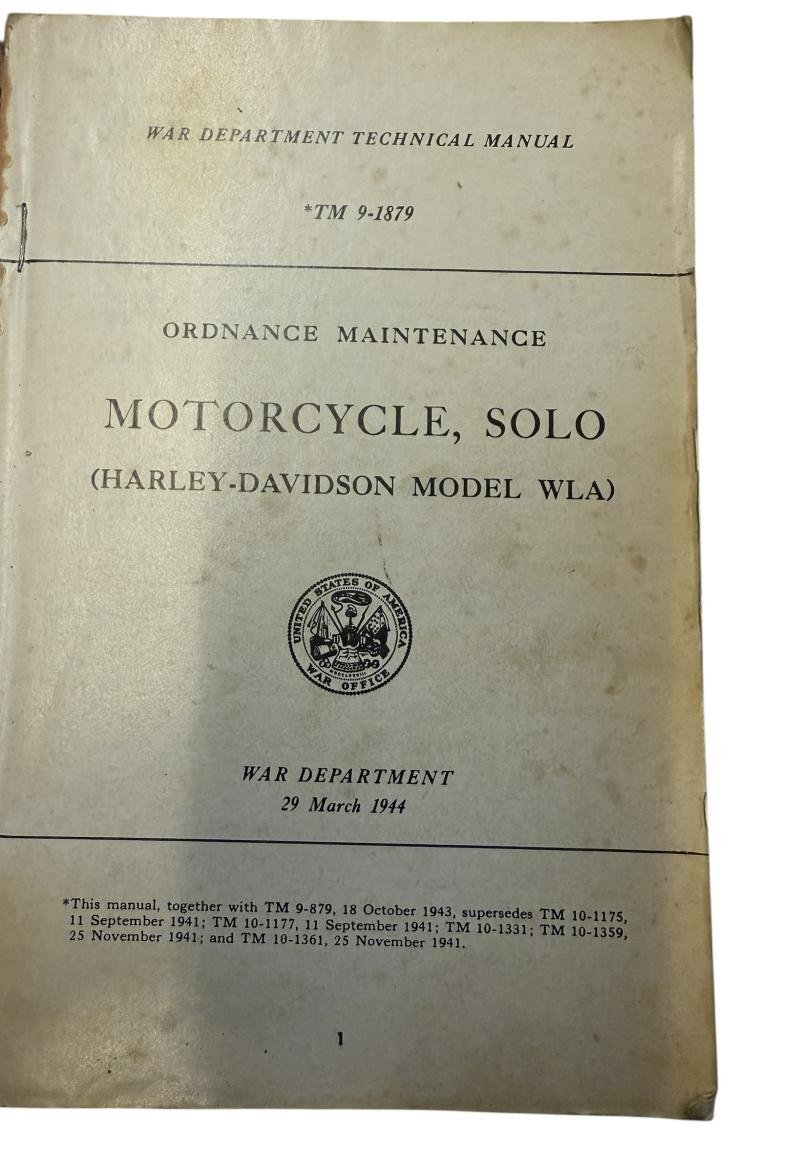 WAR DEPARTMENT TECHNICAL MANUAL
*TM 9-1879
ORDNANCE MAINTENANCE
MOTORCYCLE, SOLO
(HARLEY-DAVIDSON MODEL WLA)
UNITED STATES OF AMERICA
WAR OFFICE
WAR DEPARTMENT
29 March 1944
*This manual, together with TM 9-879, 18 October 1943, supersedes TM 10-1175,
11 September 1941; TM 10-1177, 11 September 1941; TM 10-1331; TM 10-1359,
25 November 1941; and TM 10-1361, 25 November 1941.
1